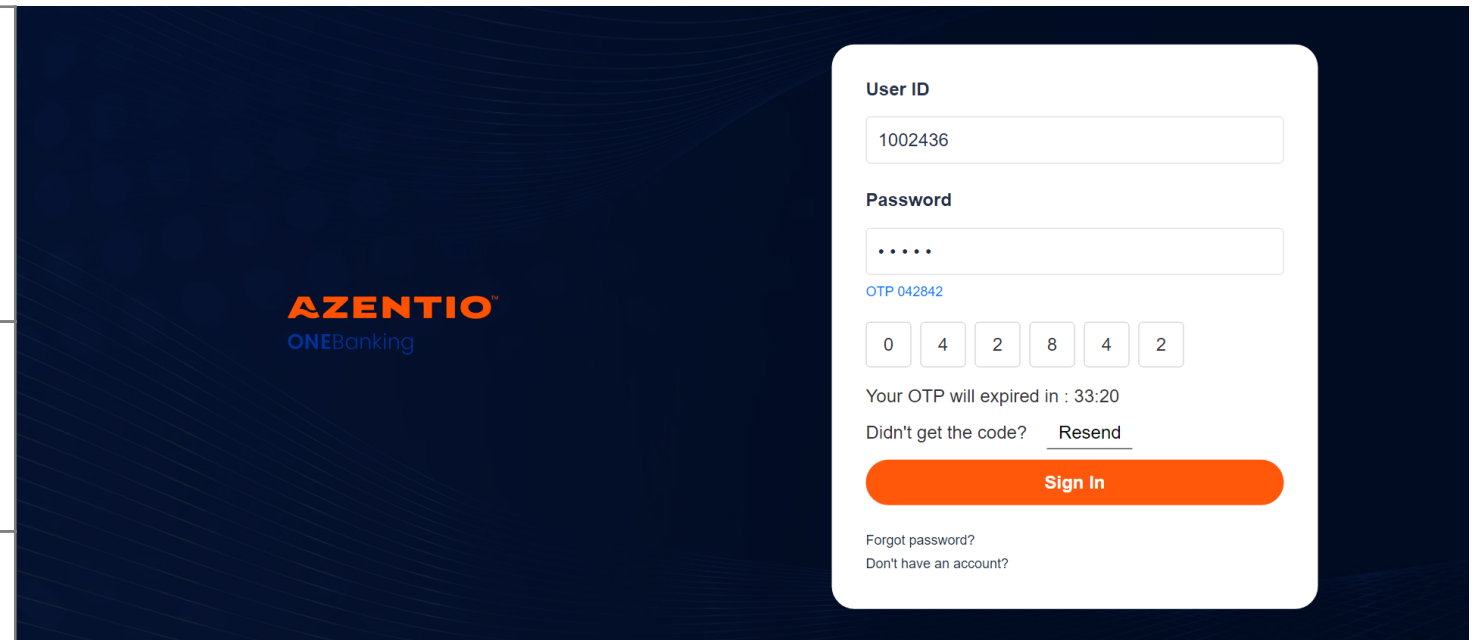 AZENTIO™
ONEBanking
User ID
1002436
Password
•••••
OTP 042842
0 4 2 8 4 2
Your OTP will expired in : 33:20
Didn't get the code? Resend
Sign In
Forgot password?
Don't have an account?